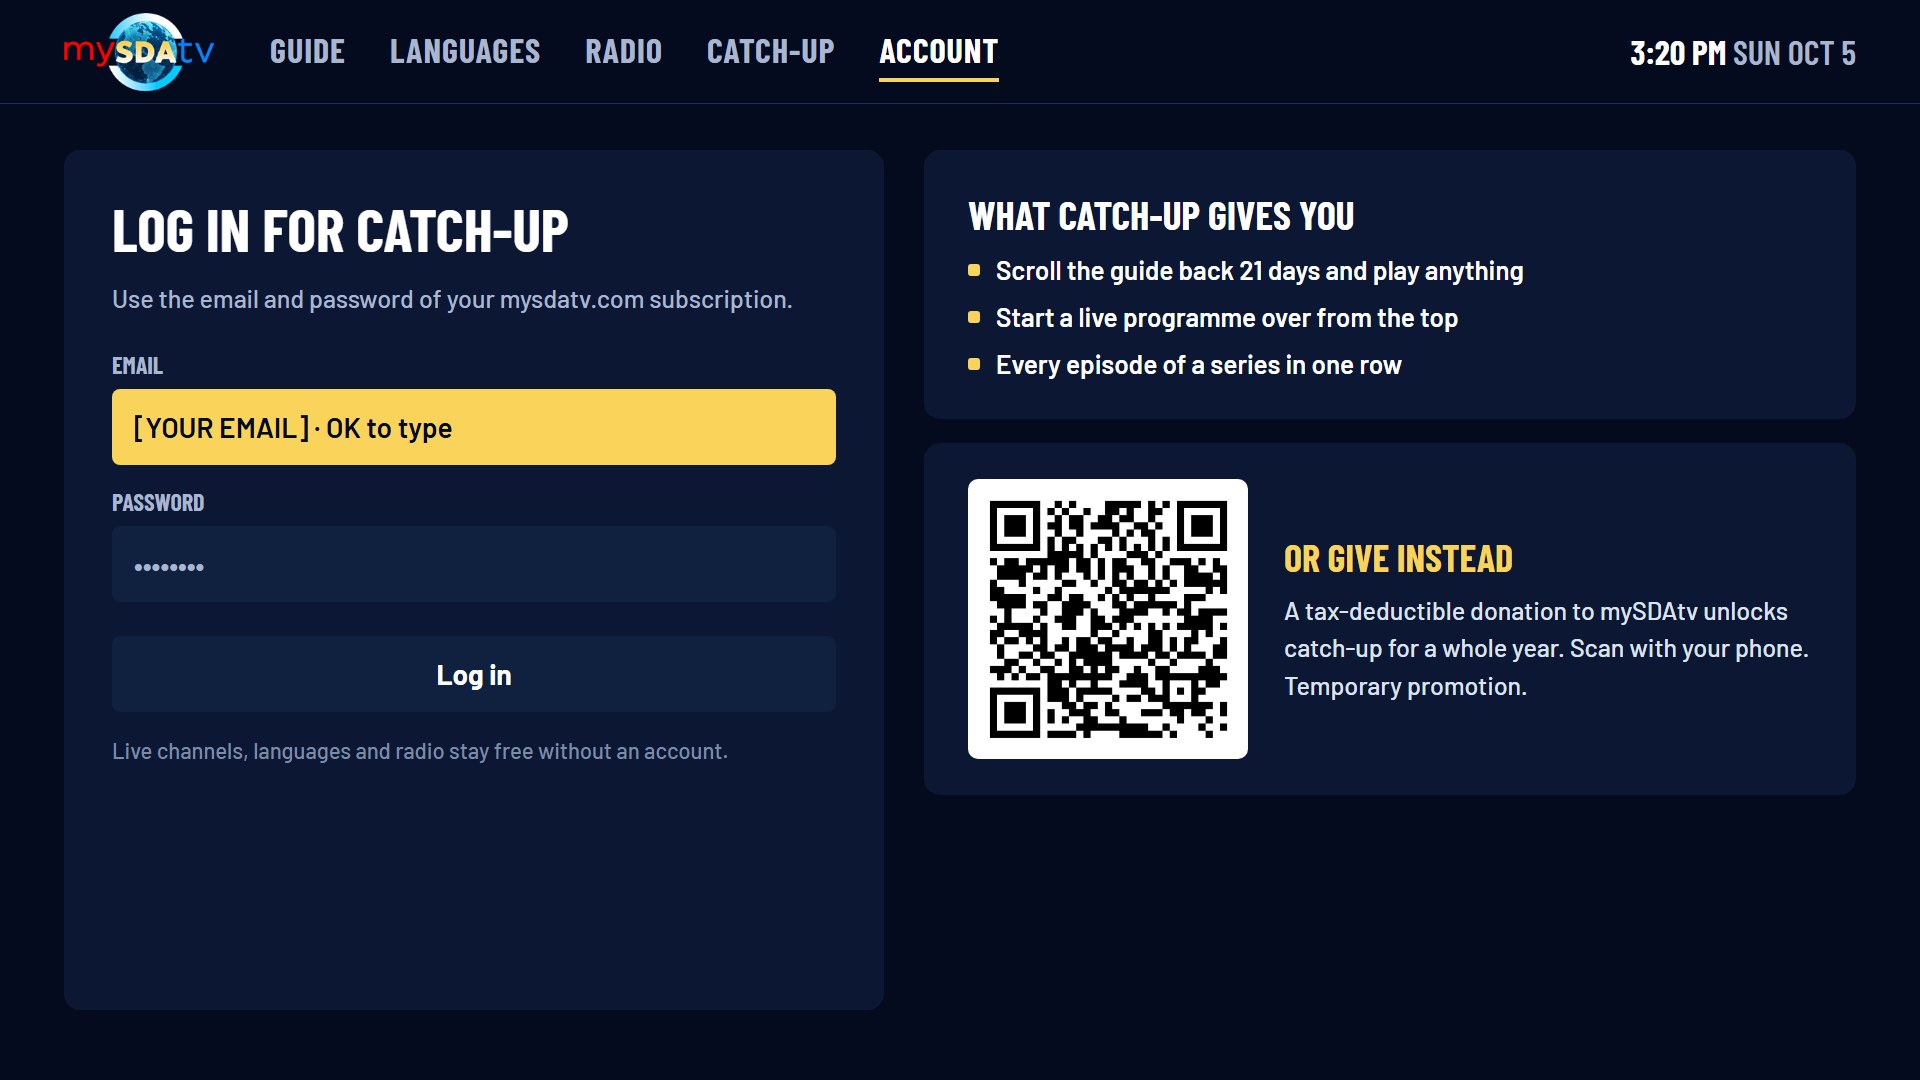 mySDAtv
GUIDE
LANGUAGES
RADIO
CATCH-UP
ACCOUNT
3:20 PM SUN OCT 5
LOG IN FOR CATCH-UP
Use the email and password of your mysdatv.com subscription.
EMAIL
[YOUR EMAIL] · OK to type
PASSWORD
••••••••
Log in
Live channels, languages and radio stay free without an account.
WHAT CATCH-UP GIVES YOU
Scroll the guide back 21 days and play anything
Start a live programme over from the top
Every episode of a series in one row
OR GIVE INSTEAD
A tax-deductible donation to mySDAtv unlocks
catch-up for a whole year. Scan with your phone.
Temporary promotion.